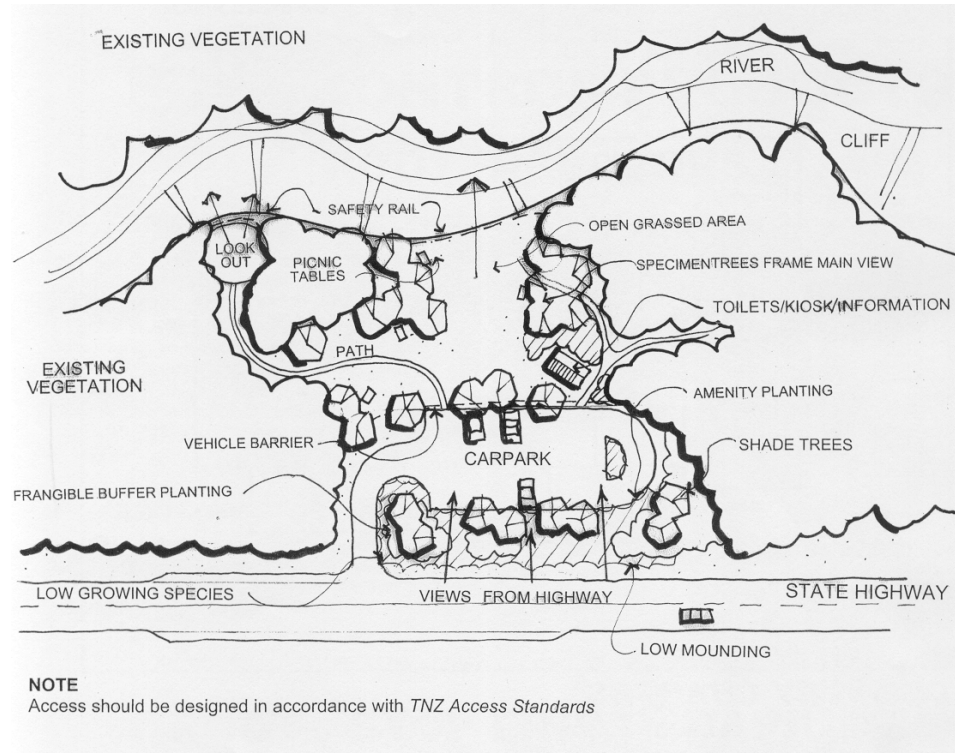 EXISTING VEGETATION
RIVER
CLIFF
SAFETY RAIL
OPEN GRASSED AREA
LOOK
OUT
PICNIC
TABLES
SPECIMENTREES FRAME MAIN VIEW
TOILETS/KIOSK/INFORMATION
PATH
EXISTING
VEGETATION
AMENITY PLANTING
VEHICLE BARRIER
CARPARK
SHADE TREES
FRANGIBLE BUFFER PLANTING
LOW GROWING SPECIES
VIEWS FROM HIGHWAY
STATE HIGHWAY
LOW MOUNDING
NOTE
Access should be designed in accordance with TNZ Access Standards